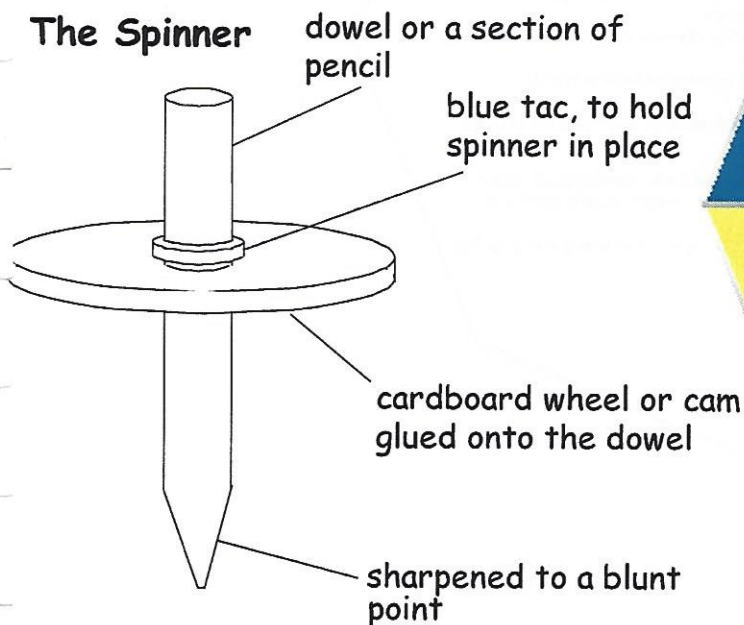 The Spinner
dowel or a section of
pencil
blue tac, to hold
spinner in place
cardboard wheel or cam
glued onto the dowel
sharpened to a blunt
point